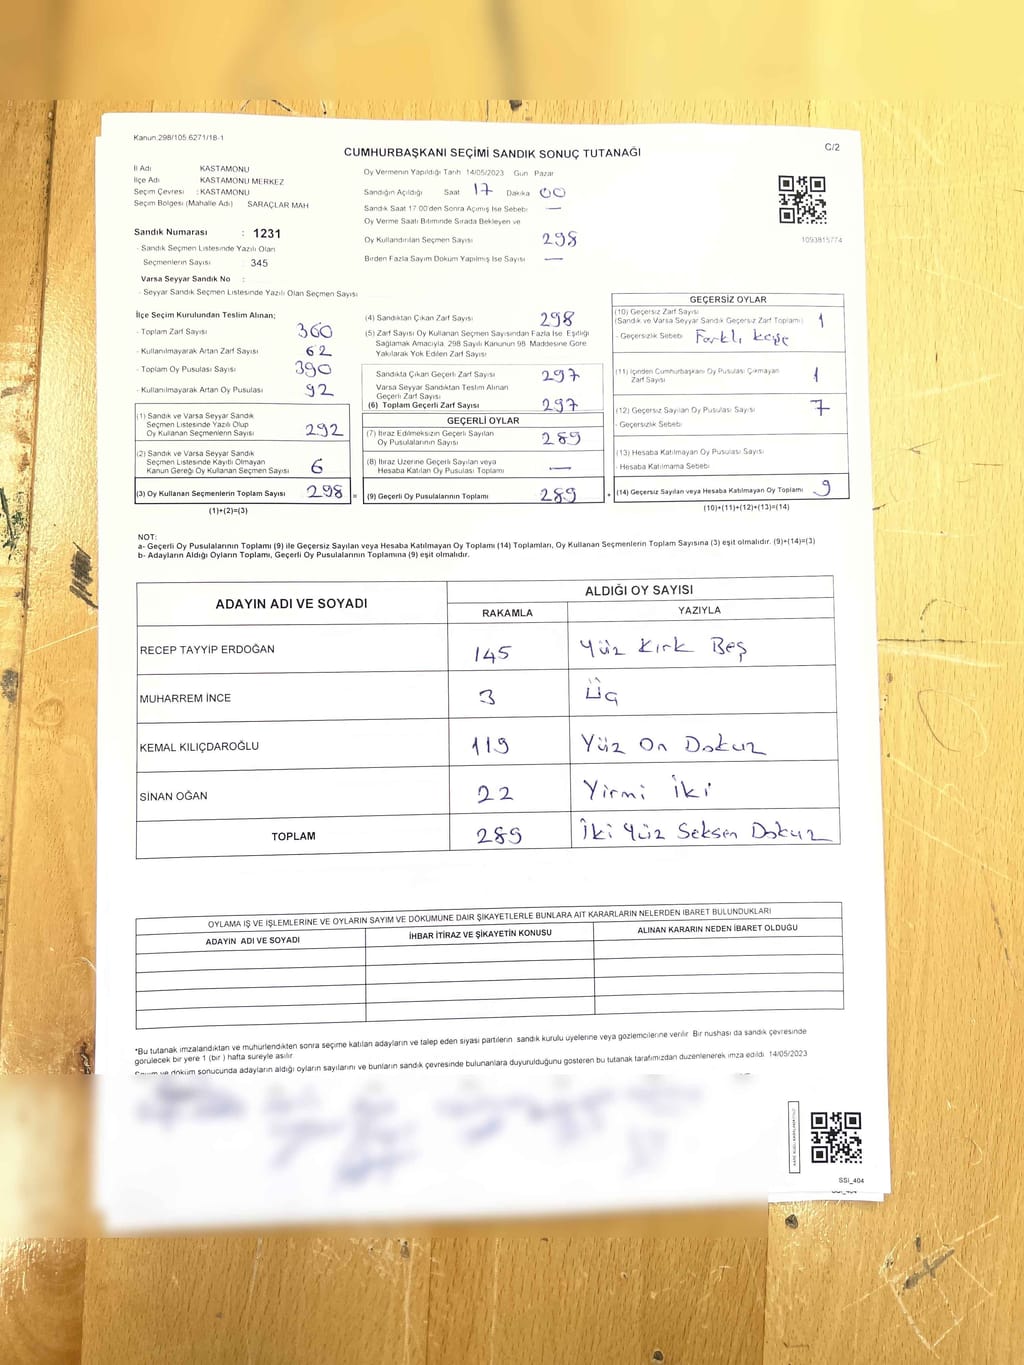 Kanun 298/105 6271/18-1
C/2
CUMHURBAŞKANI SEÇİMİ SANDIK SONUÇ TUTANAĞI
İl Adı : KASTAMONU
İlçe Adı : KASTAMONU MERKEZ
Seçim Çevresi : KASTAMONU
Seçim Bölgesi (Mahalle Adı) SARAÇLAR MAH
Sandık Numarası : 1231
- Sandık Seçmen Listesinde Yazılı Olan
Seçmenlerin Sayısı : 345
Varsa Seyyar Sandık No :
- Seyyar Sandık Seçmen Listesinde Yazılı Olan Seçmen Sayısı
Oy Vermenin Yapıldığı Tarih 14/05/2023 Gün Pazar
Sandığın Açıldığı Saat 17 Dakika 00
Sandık Saat 17:00'den Sonra Açımış İse Sebebi —
Oy Verme Saati Bitiminde Sırada Bekleyen ve
Oy Kullandırılan Seçmen Sayısı 298
Birden Fazla Sayım Döküm Yapılmış İse Sayısı —
1093815774
İlçe Seçim Kurulundan Teslim Alınan;
- Toplam Zarf Sayısı 360
- Kullanılmayarak Artan Zarf Sayısı 62
- Toplam Oy Pusulası Sayısı 390
- Kullanılmayarak Artan Oy Pusulası 92
(1) Sandık ve Varsa Seyyar Sandık
Seçmen Listesinde Yazılı Olup
Oy Kullanan Seçmenlerin Sayısı 292
(2) Sandık ve Varsa Seyyar Sandık
Seçmen Listesinde Kayıtlı Olmayan
Kanun Gereği Oy Kullanan Seçmen Sayısı 6
(3) Oy Kullanan Seçmenlerin Toplam Sayısı 298 =
(1)+(2)=(3)
(4) Sandıktan Çıkan Zarf Sayısı 298
(5) Zarf Sayısı Oy Kullanan Seçmen Sayısından Fazla İse Eşitliği
Sağlamak Amacıyla, 298 Sayılı Kanunun 98 Maddesine Göre
Yakılarak Yok Edilen Zarf Sayısı
Sandıkta Çıkan Geçerli Zarf Sayısı 297
Varsa Seyyar Sandıktan Teslim Alınan
Geçerli Zarf Sayısı
(6) Toplam Geçerli Zarf Sayısı 297
GEÇERLİ OYLAR
(7) İtiraz Edilmeksizin Geçerli Sayılan
Oy Pusulalarının Sayısı 289
(8) İtiraz Üzerine Geçerli Sayılan veya
Hesaba Katılan Oy Pusulası Toplamı —
(9) Geçerli Oy Pusulalarının Toplamı 289 +
GEÇERSİZ OYLAR
(10) Geçersiz Zarf Sayısı
(Sandık ve Varsa Seyyar Sandık Geçersiz Zarf Toplamı) 1
- Geçersizlik Sebebi Farklı kaşe
(11) İçinden Cumhurbaşkanı Oy Pusulası Çıkmayan
Zarf Sayısı 1
(12) Geçersiz Sayılan Oy Pusulası Sayısı 7
- Geçersizlik Sebebi
(13) Hesaba Katılmayan Oy Pusulası Sayısı
- Hesaba Katılmama Sebebi
(14) Geçersiz Sayılan veya Hesaba Katılmayan Oy Toplamı 9
(10)+(11)+(12)+(13)=(14)
NOT:
a- Geçerli Oy Pusulalarının Toplamı (9) ile Geçersiz Sayılan veya Hesaba Katılmayan Oy Toplamı (14) Toplamları, Oy Kullanan Seçmenlerin Toplam Sayısına (3) eşit olmalıdır. (9)+(14)=(3)
b- Adayların Aldığı Oyların Toplamı, Geçerli Oy Pusulalarının Toplamına (9) eşit olmalıdır.
ADAYIN ADI VE SOYADI ALDIĞI OY SAYISI
RAKAMLA YAZIYLA
RECEP TAYYİP ERDOĞAN 145 Yüz Kırk Beş
MUHARREM İNCE 3 Üç
KEMAL KILIÇDAROĞLU 119 Yüz On Dokuz
SİNAN OĞAN 22 Yirmi İki
TOPLAM 289 İki Yüz Seksen Dokuz
OYLAMA İŞ VE İŞLEMLERİNE VE OYLARIN SAYIM VE DÖKÜMÜNE DAİR ŞİKAYETLERLE BUNLARA AİT KARARLARIN NELERDEN İBARET BULUNDUKLARI
ADAYIN ADI VE SOYADI İHBAR İTİRAZ VE ŞİKAYETİN KONUSU ALINAN KARARIN NEDEN İBARET OLDUĞU
*Bu tutanak imzalandıktan ve mühürlendikten sonra seçime katılan adayların ve talep eden siyasi partilerin sandık kurulu üyelerine veya gözlemcilerine verilir. Bir nüshası da sandık çevresinde
görülecek bir yere 1 (bir) hafta süreyle asılır.
Sayım ve döküm sonucunda adayların aldığı oyların sayılarını ve bunların sandık çevresinde bulunanlara duyurulduğunu gösteren bu tutanak tarafımızdan düzenlenerek imza edildi 14/05/2023
SSİ_404
SSİ_404